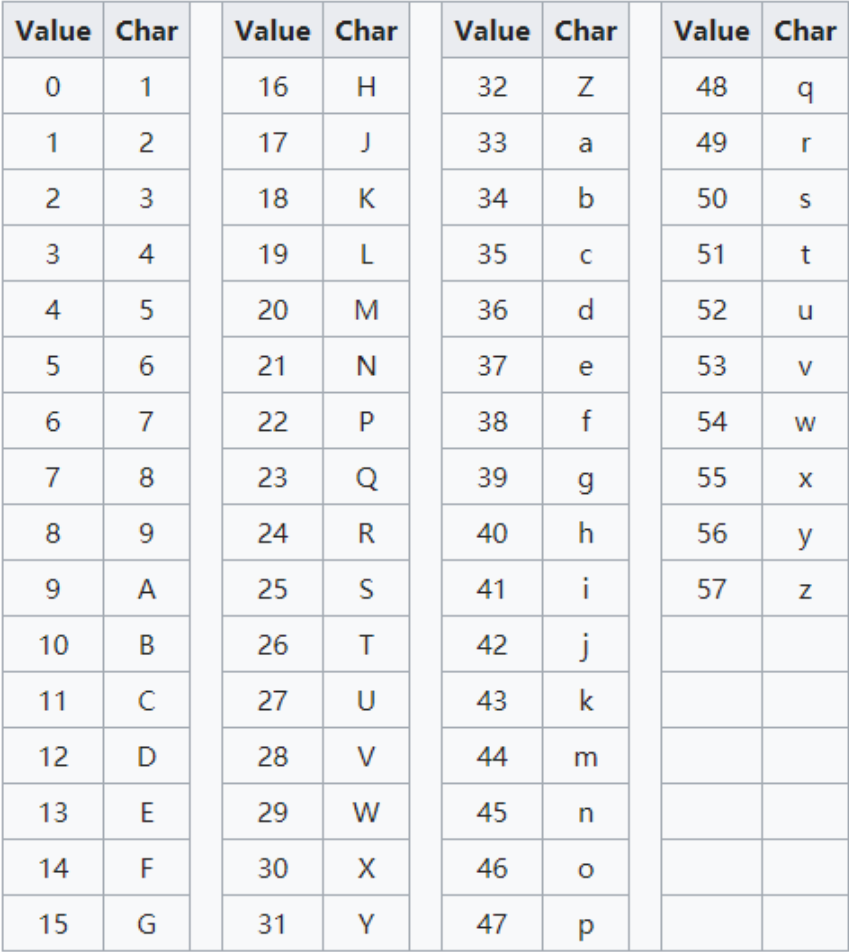 Value Char Value Char Value Char Value Char
0 1 16 H 32 Z 48 q
1 2 17 J 33 a 49 r
2 3 18 K 34 b 50 s
3 4 19 L 35 c 51 t
4 5 20 M 36 d 52 u
5 6 21 N 37 e 53 v
6 7 22 P 38 f 54 w
7 8 23 Q 39 g 55 x
8 9 24 R 40 h 56 y
9 A 25 S 41 i 57 z
10 B 26 T 42 j
11 C 27 U 43 k
12 D 28 V 44 m
13 E 29 W 45 n
14 F 30 X 46 o
15 G 31 Y 47 p